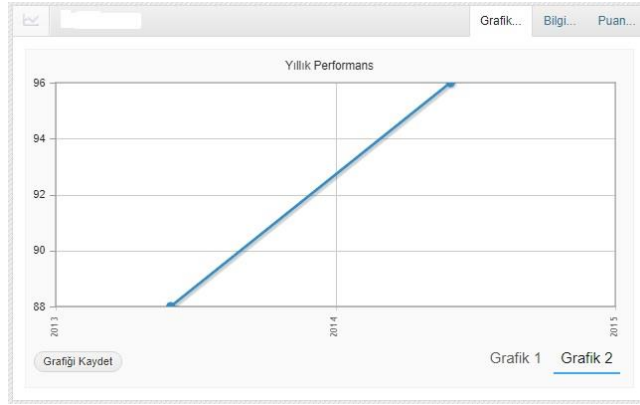 Grafik... Bilgi... Puan...
Yıllık Performans
96
94
92
90
88
2013 2014 2015
Grafiği Kaydet Grafik 1 Grafik 2